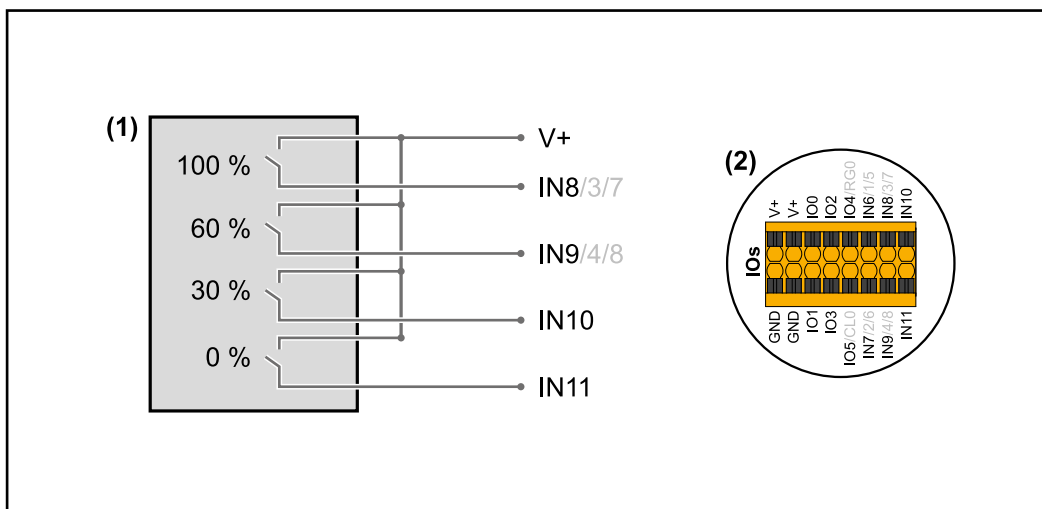 (1)
100 %
60 %
30 %
0 %
V+
IN8/3/7
IN9/4/8
IN10
IN11
(2)
IOs
V+
V+
IO0
IO2
IO4/RG0
IN6/1/5
IN8/3/7
IN10
GND
GND
IO1
IO3
IO5/CL0
IN7/2/6
IN9/4/8
IN11